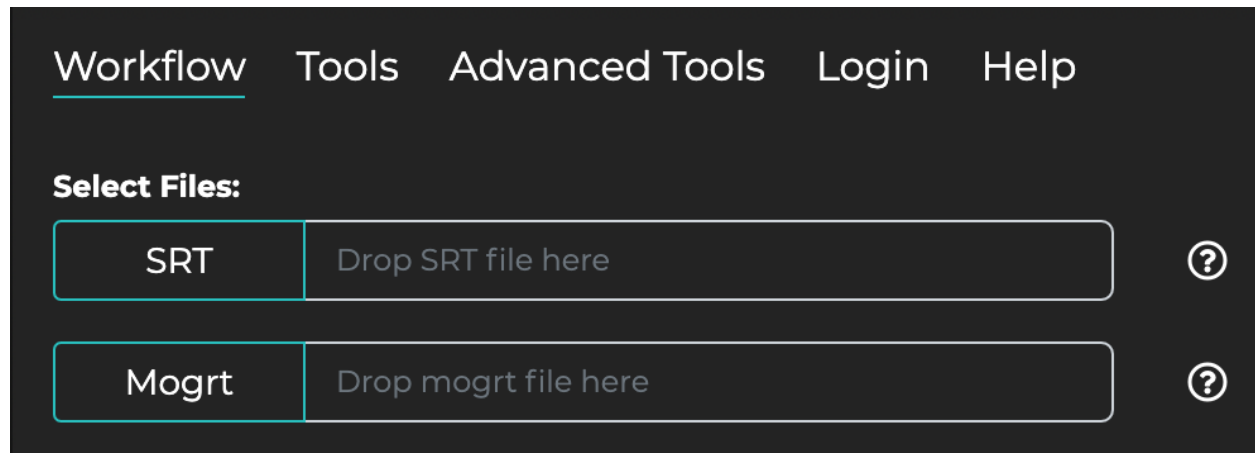 Workflow Tools Advanced Tools Login Help
Select Files:
SRT Drop SRT file here
Mogrt Drop mogrt file here